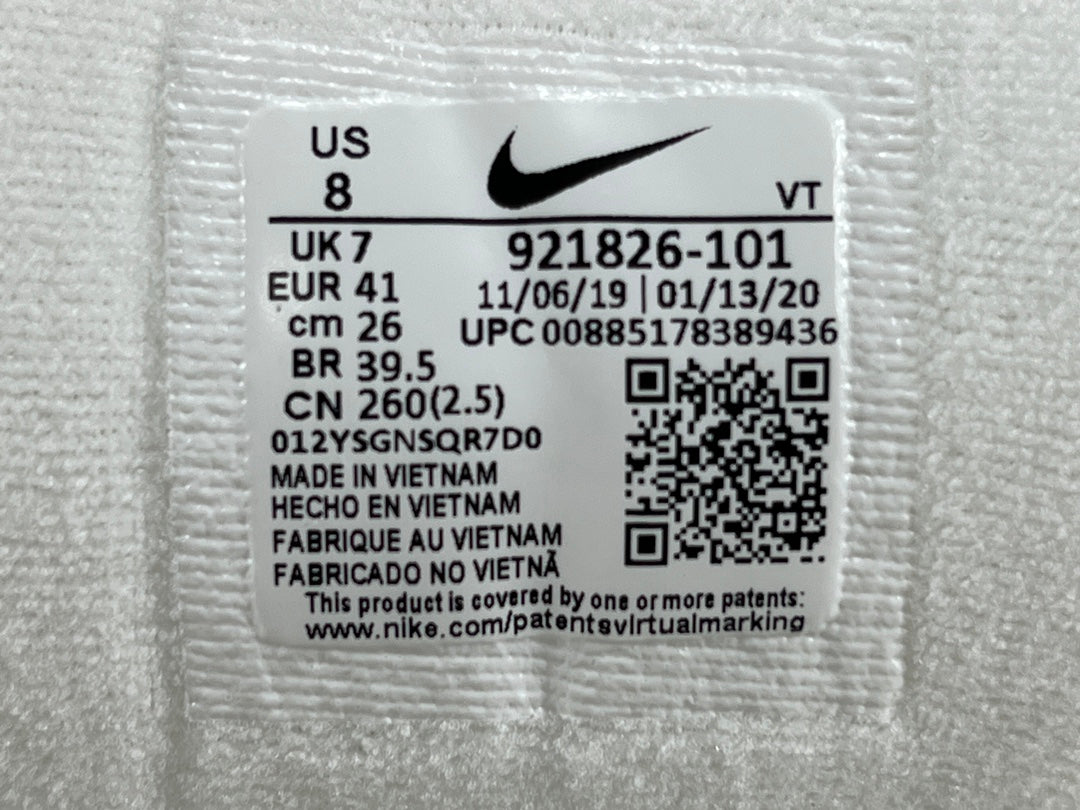 US
8
VT
UK 7
921826-101
EUR 41
11/06/19 | 01/13/20
cm 26
UPC 00885178389436
BR 39.5
CN 260(2.5)
012YSGNSQR7D0
MADE IN VIETNAM
HECHO EN VIETNAM
FABRIQUE AU VIETNAM
FABRICADO NO VIETNÃ
This product is covered by one or more patents:
www.nike.com/patentsvirtualmarking